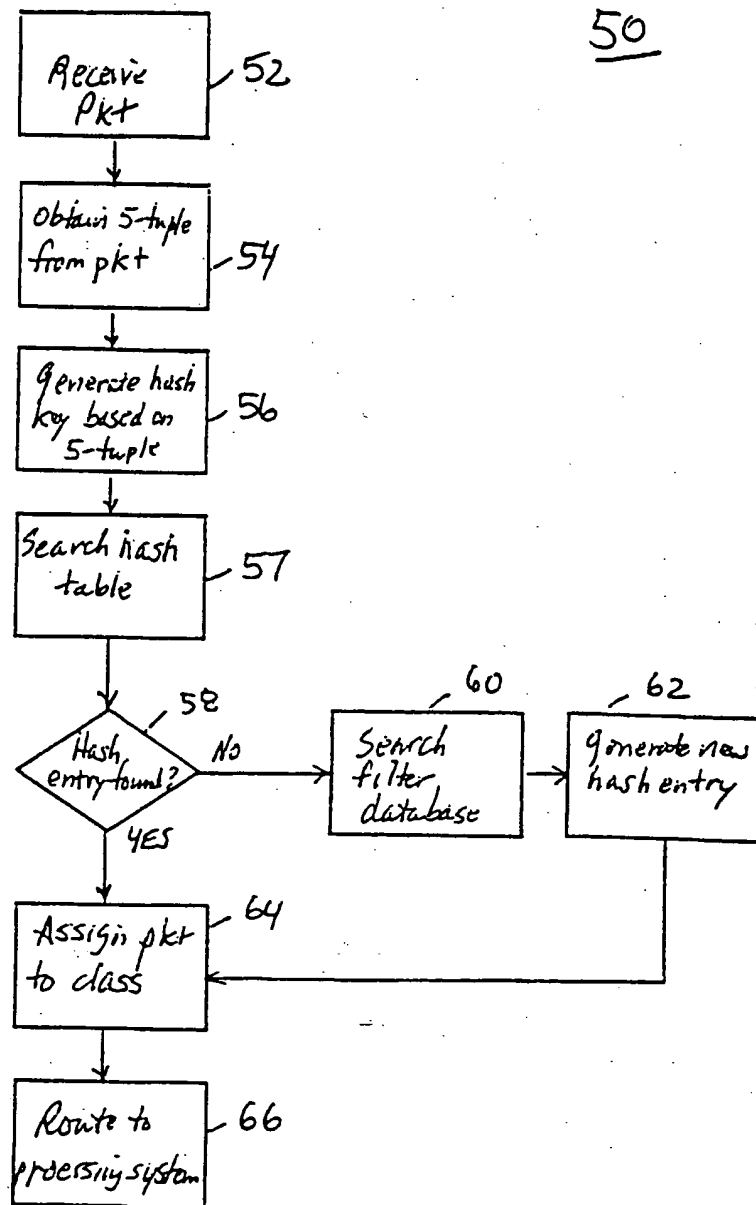 50
Receive
Pkt
52
Obtain 5-tuple
from pkt
54
generate hash
key based on
5-tuple
56
Search hash
table
57
Hash
entry found?
58
NO
YES
Search
filter
database
60
generate new
hash entry
62
Assign pkt
to class
64
Route to
processing system
66